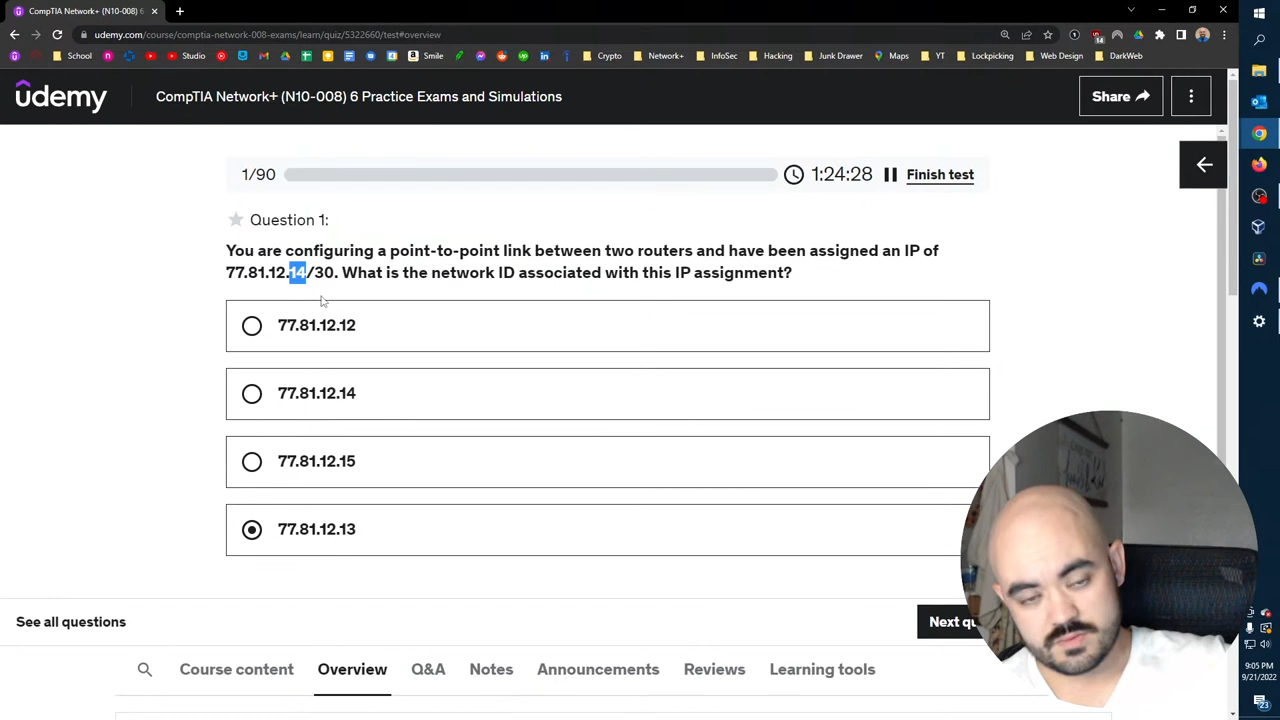 CompTIA Network+ (N10-008) 6
udemy.com/course/comptia-network-008-exams/learn/quiz/5322660/test#overview
14
School
Studio
Smile
Crypto
Network+
InfoSec
Hacking
Junk Drawer
Maps
YT
Lockpicking
Web Design
DarkWeb
ûdemy
CompTIA Network+ (N10-008) 6 Practice Exams and Simulations
Share
1/90
1:24:28
Finish test
Question 1:
You are configuring a point-to-point link between two routers and have been assigned an IP of
77.81.12.14/30. What is the network ID associated with this IP assignment?
77.81.12.12
77.81.12.14
77.81.12.15
77.81.12.13
See all questions
Next qu
Course content
Overview
Q&A
Notes
Announcements
Reviews
Learning tools
9:05 PM
9/21/2022
23